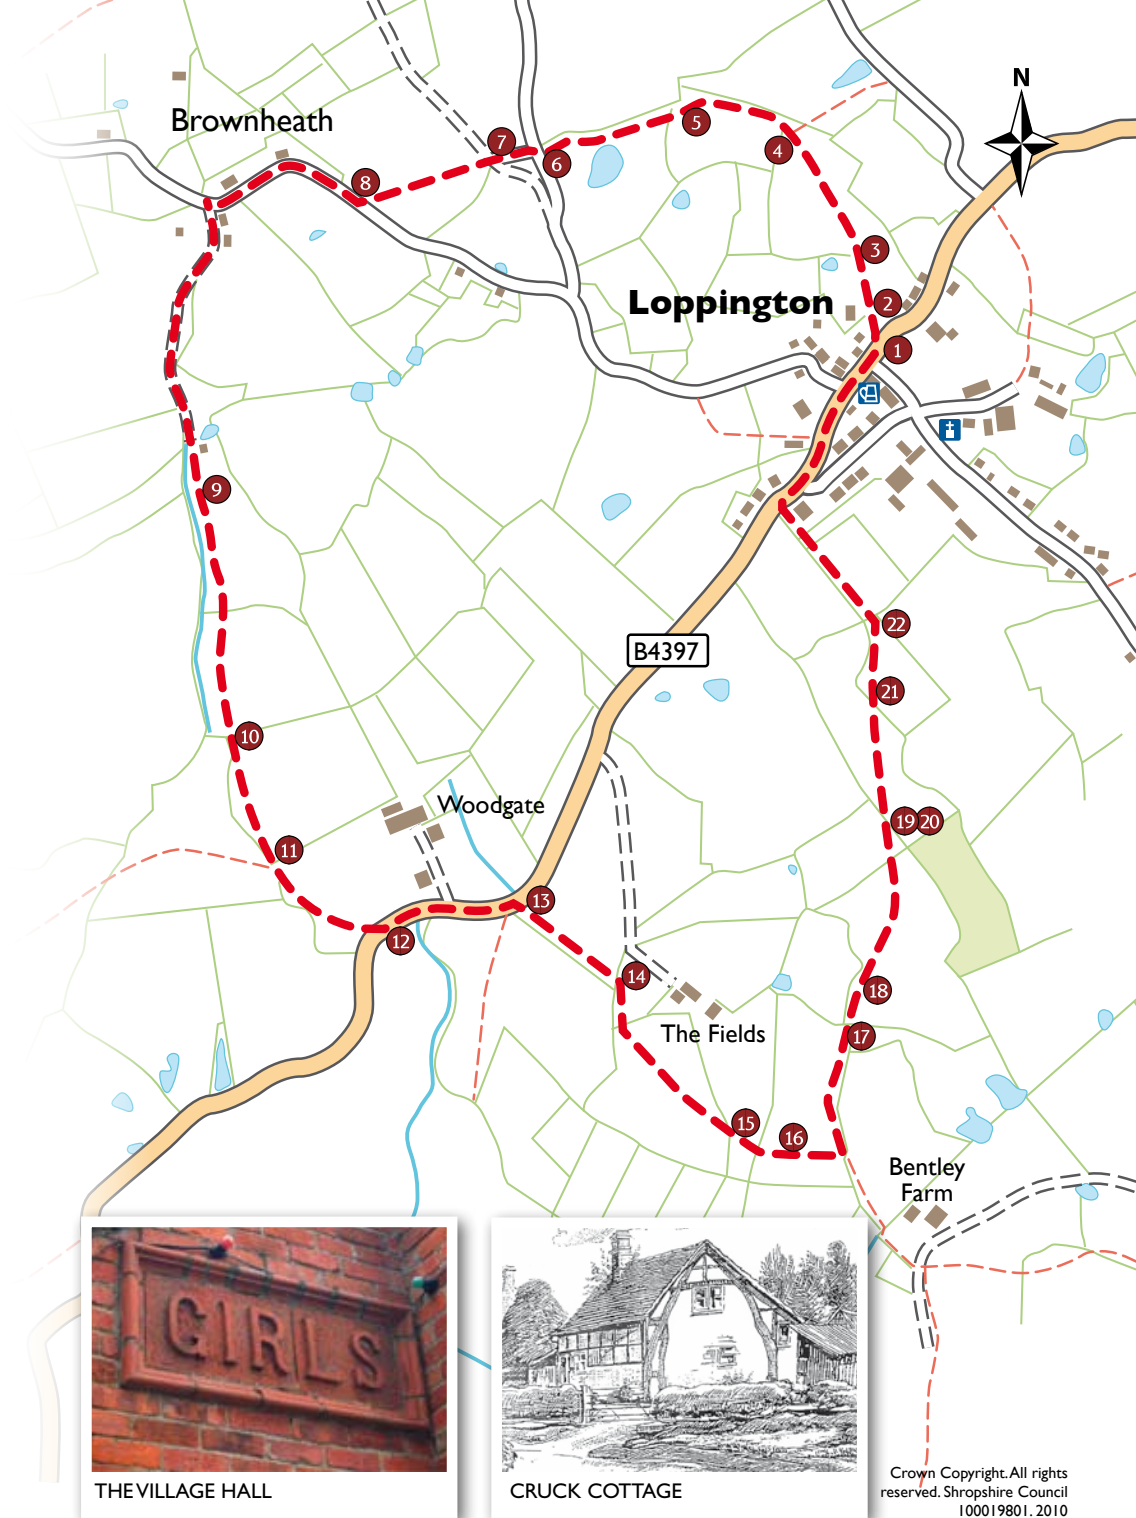 N
Brownheath
7
6
5
4
8
3
Loppington
2
1
9
22
B4397
21
10
Woodgate
19 20
11
13
12
14
18
The Fields
17
15
16
Bentley
Farm
GIRLS
THE VILLAGE HALL
CRUCK COTTAGE
Crown Copyright. All rights
reserved. Shropshire Council
100019801. 2010